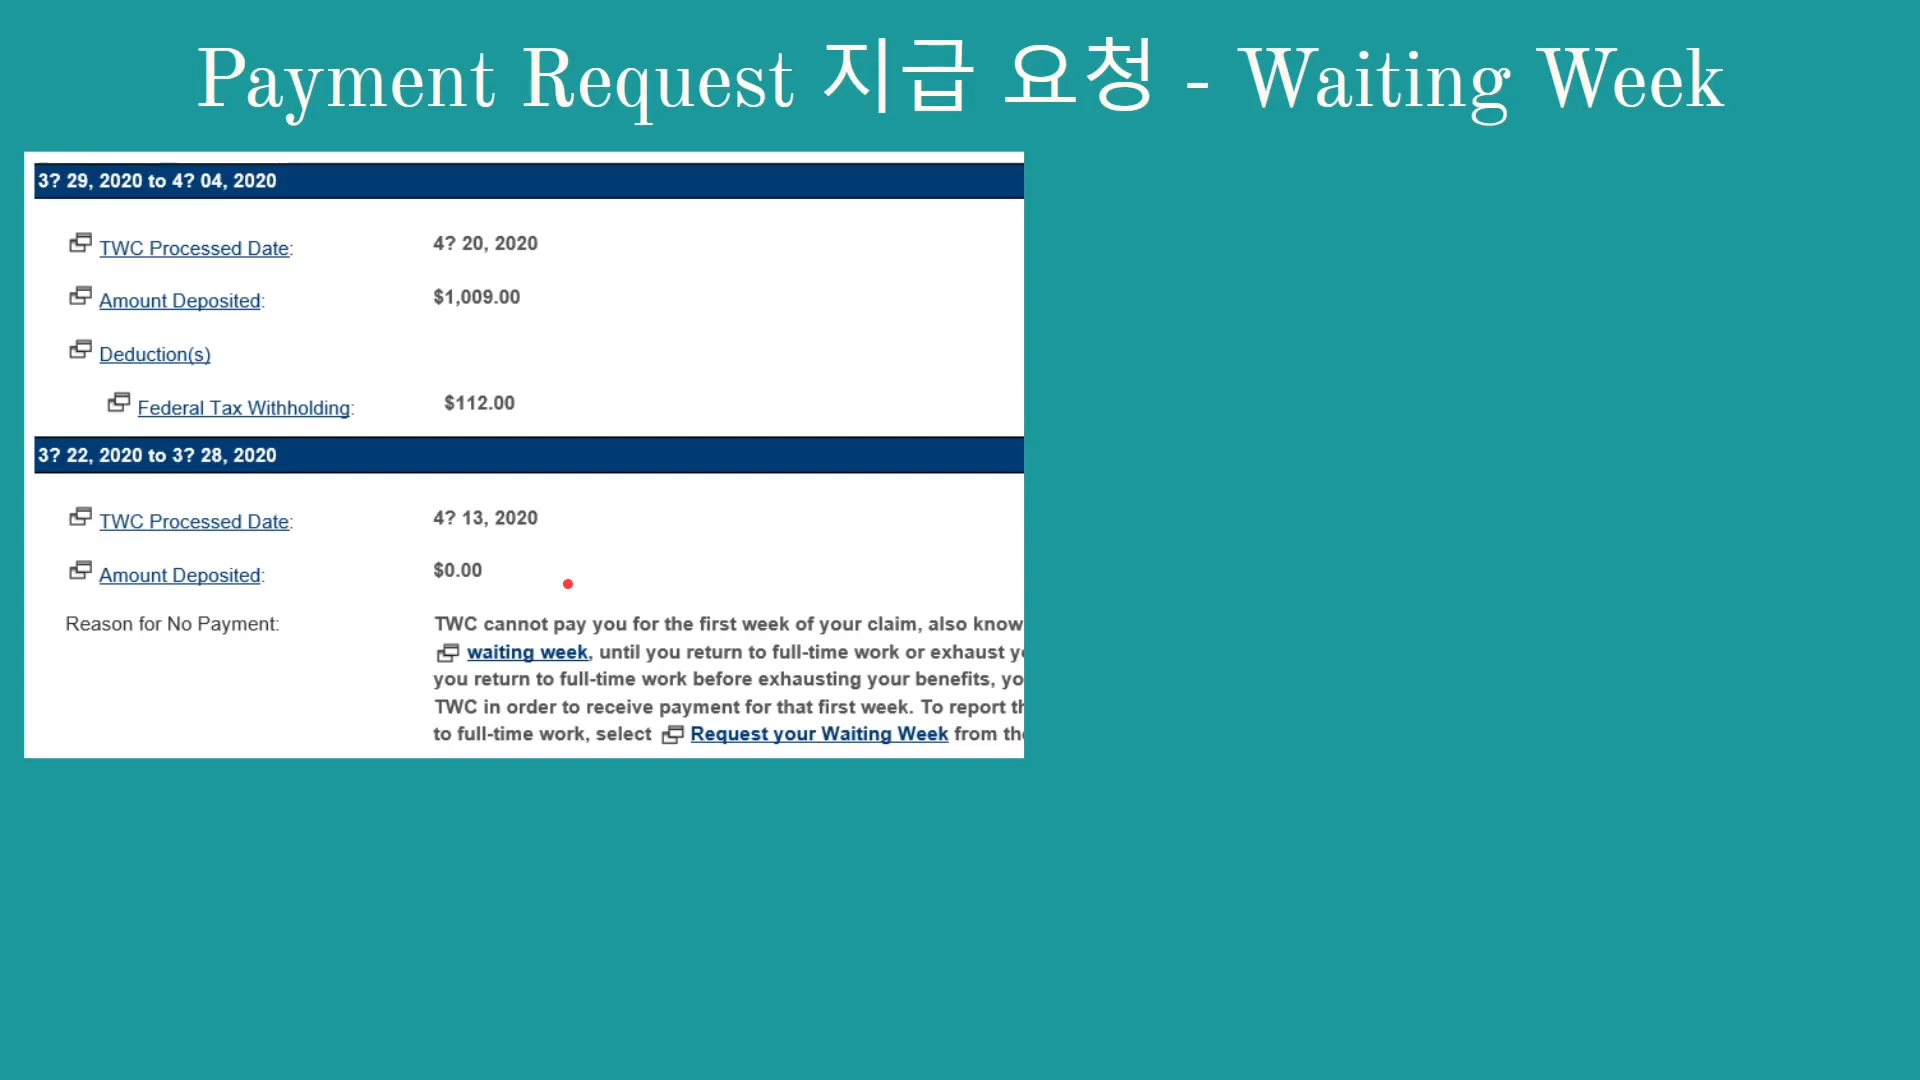 Payment Request 지급 요청 - Waiting Week
3? 29, 2020 to 4? 04, 2020
TWC Processed Date: 4? 20, 2020
Amount Deposited: $1,009.00
Deduction(s)
Federal Tax Withholding: $112.00
3? 22, 2020 to 3? 28, 2020
TWC Processed Date: 4? 13, 2020
Amount Deposited: $0.00
Reason for No Payment: TWC cannot pay you for the first week of your claim, also know
waiting week, until you return to full-time work or exhaust
you return to full-time work before exhausting your benefits,
TWC in order to receive payment for that first week. To report
to full-time work, select Request your Waiting Week from